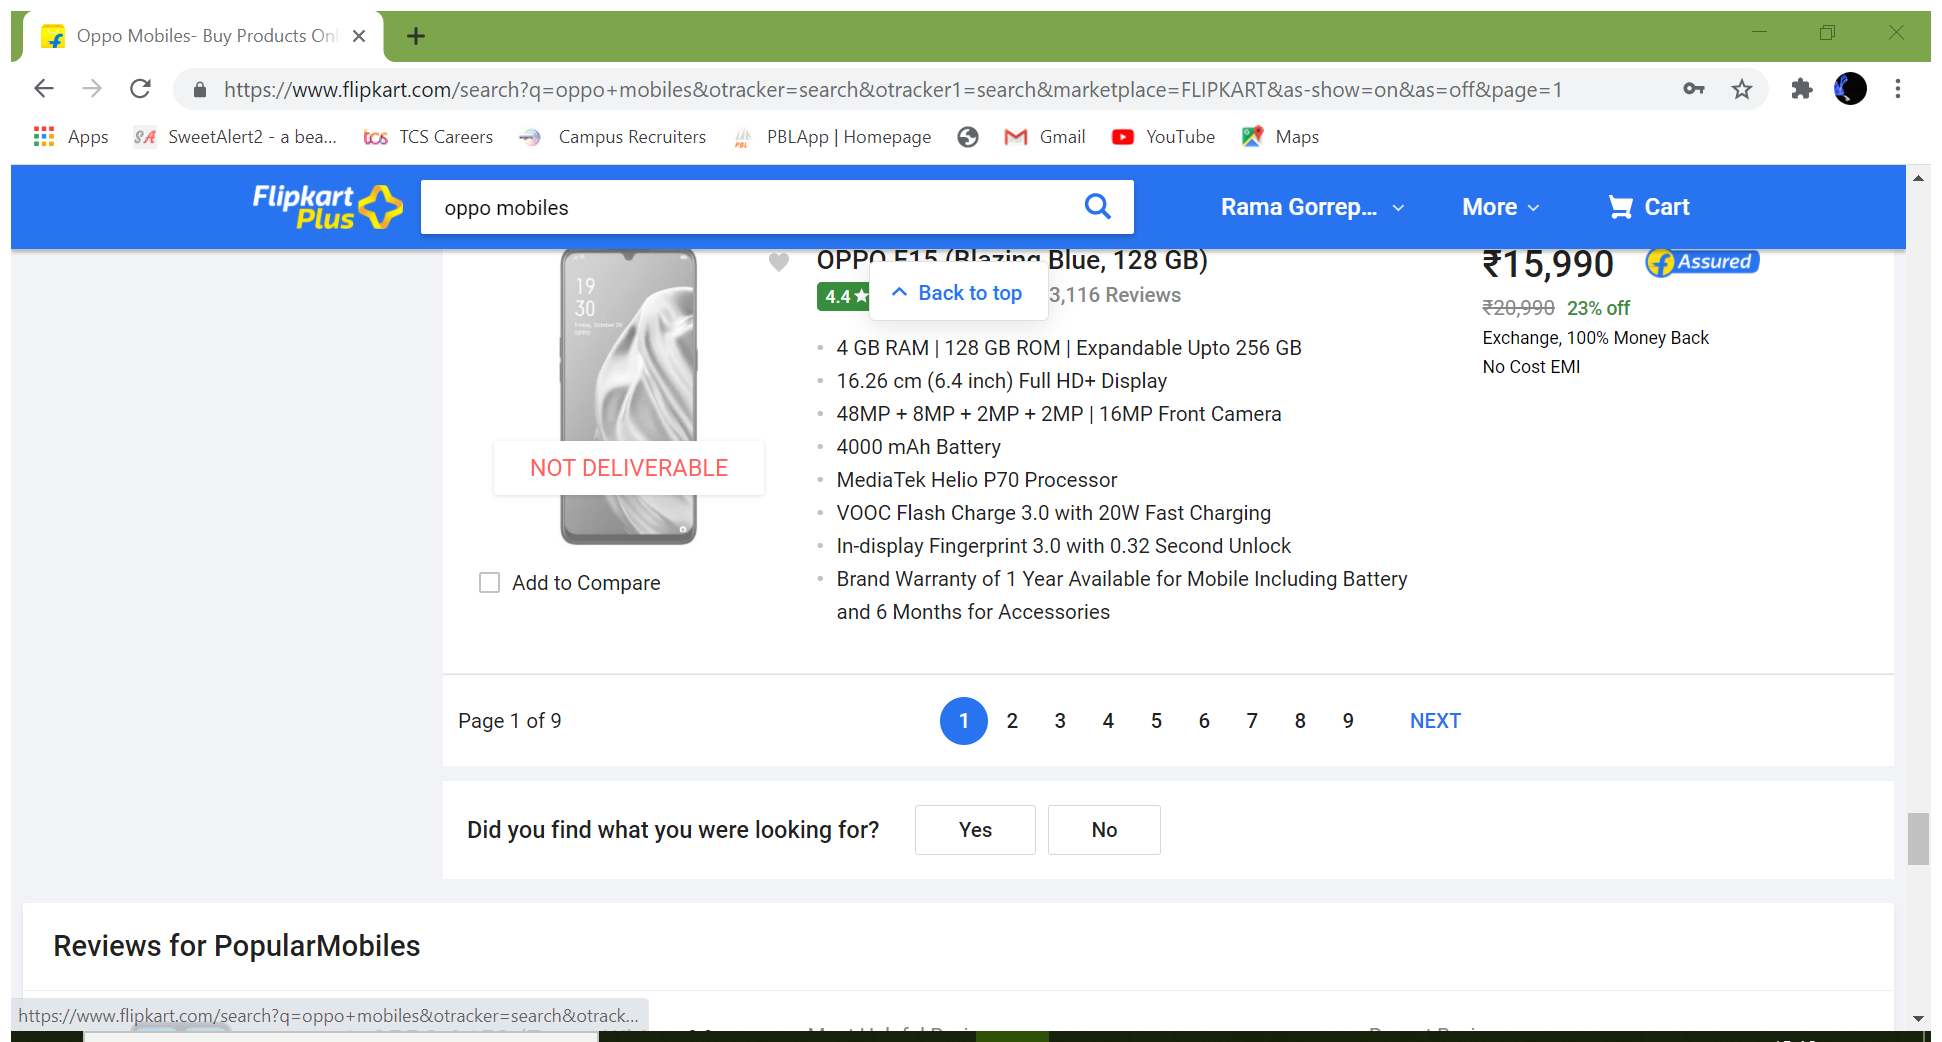 Oppo Mobiles- Buy Products Onl
https://www.flipkart.com/search?q=oppo+mobiles&otracker=search&otracker1=search&marketplace=FLIPKART&as-show=on&as=off&page=1
Apps SA SweetAlert2 - a bea... tcs TCS Careers Campus Recruiters PBL PBLApp | Homepage Gmail YouTube Maps
Flipkart Plus oppo mobiles Rama Gorrep... More Cart
OPPO F15 (Blazing Blue, 128 GB) ₹15,990 Assured
4.4★ Back to top 3,116 Reviews
₹20,990 23% off
Exchange, 100% Money Back
No Cost EMI
19
30
NOT DELIVERABLE
Add to Compare
4 GB RAM | 128 GB ROM | Expandable Upto 256 GB
16.26 cm (6.4 inch) Full HD+ Display
48MP + 8MP + 2MP + 2MP | 16MP Front Camera
4000 mAh Battery
MediaTek Helio P70 Processor
VOOC Flash Charge 3.0 with 20W Fast Charging
In-display Fingerprint 3.0 with 0.32 Second Unlock
Brand Warranty of 1 Year Available for Mobile Including Battery
and 6 Months for Accessories
Page 1 of 9 1 2 3 4 5 6 7 8 9 NEXT
Did you find what you were looking for? Yes No
Reviews for PopularMobiles
https://www.flipkart.com/search?q=oppo+mobiles&otracker=search&otrack...